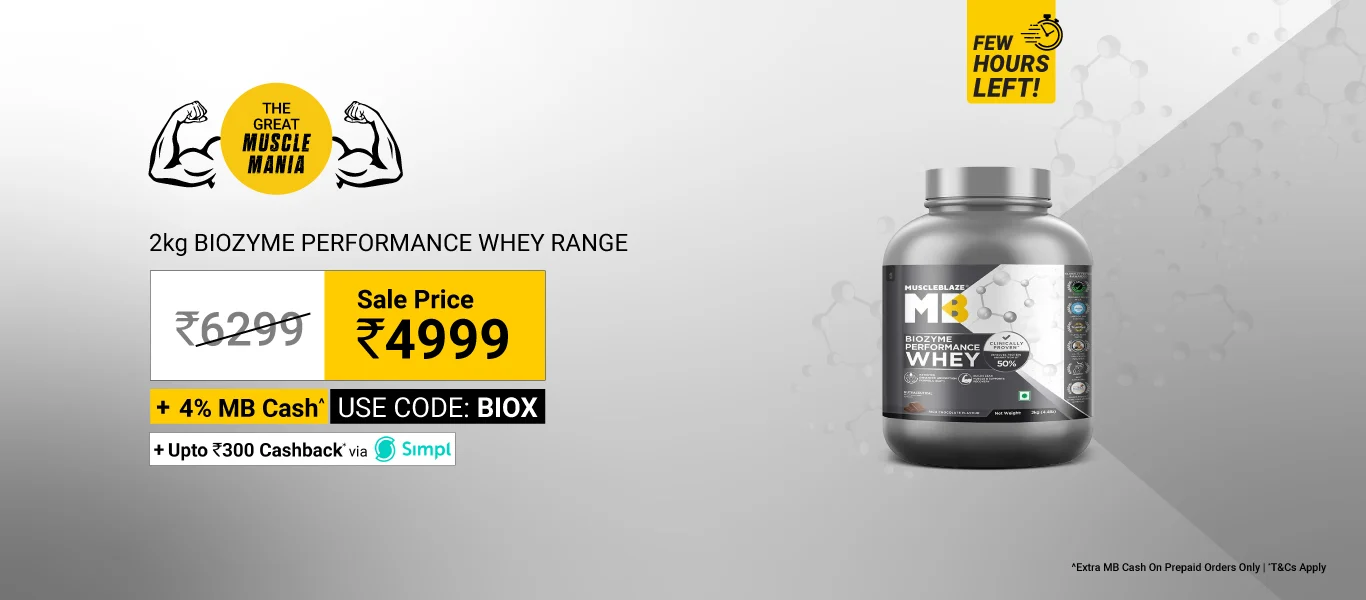 FEW
HOURS
LEFT!
THE
GREAT
MUSCLE
MANIA
2kg BIOZYME PERFORMANCE WHEY RANGE
₹6299
Sale Price
₹4999
+ 4% MB Cash^ USE CODE: BIOX
+ Upto ₹300 Cashback* via Simpl
MUSCLEBLAZE®
MB
BIOZYME
PERFORMANCE
WHEY
CLINICALLY
PROVEN
50%
Net Weight
^Extra MB Cash On Prepaid Orders Only | *T&Cs Apply